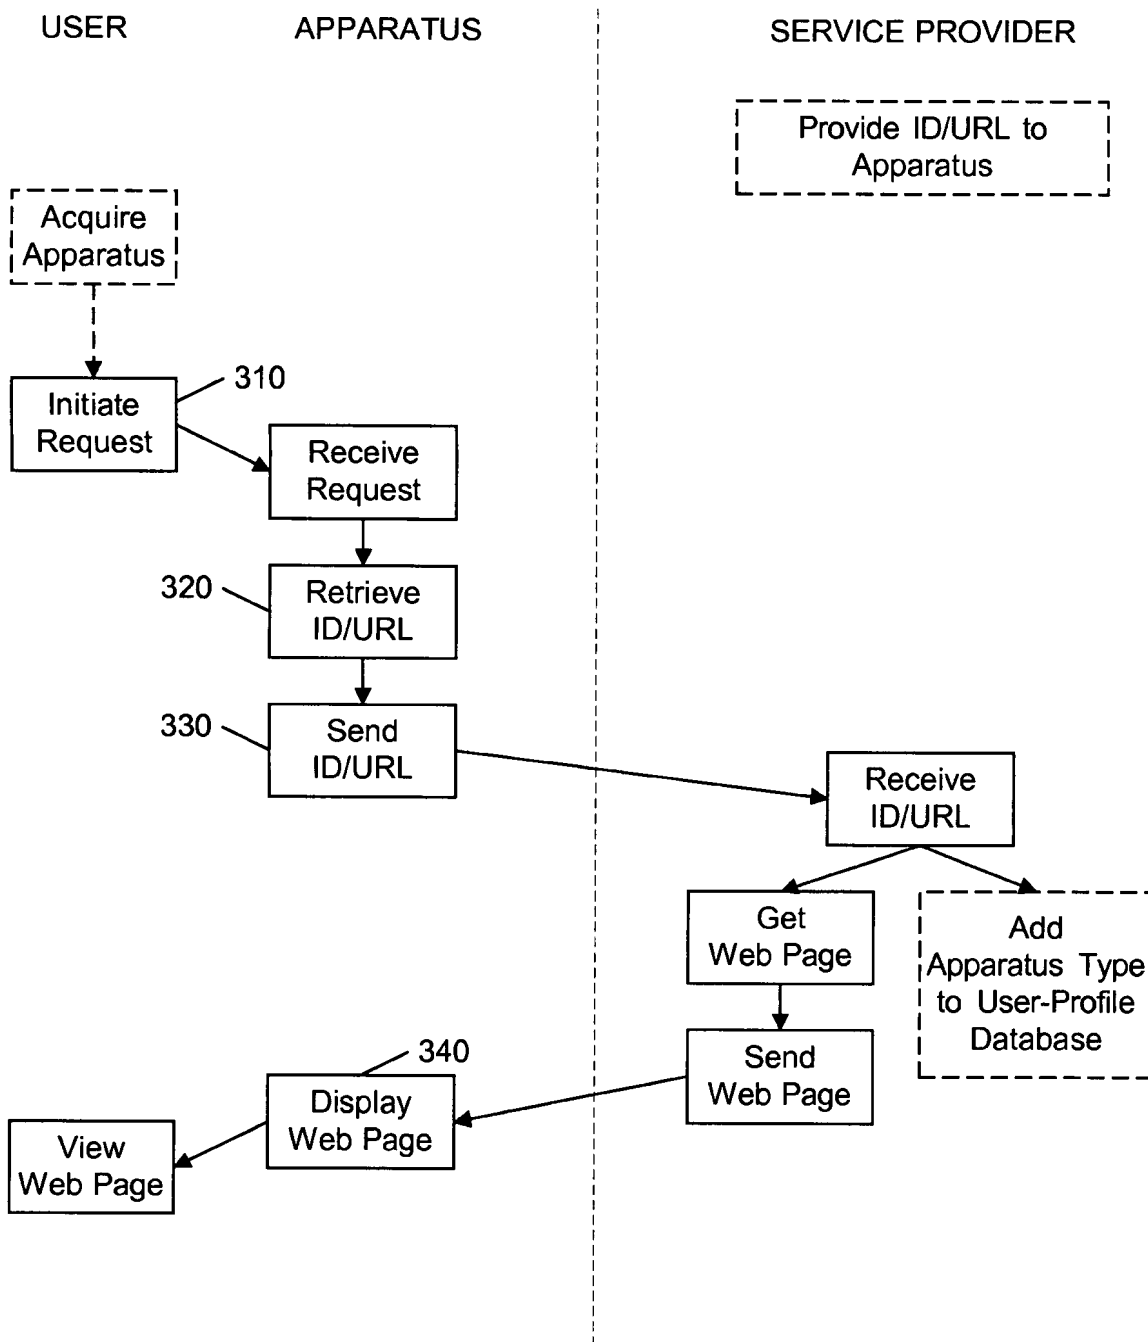 USER
APPARATUS
SERVICE PROVIDER
Provide ID/URL to
Apparatus
Acquire
Apparatus
310
Initiate
Request
Receive
Request
320
Retrieve
ID/URL
330
Send
ID/URL
Receive
ID/URL
Get
Web Page
Add
Apparatus Type
to User-Profile
Database
Send
Web Page
340
Display
Web Page
View
Web Page